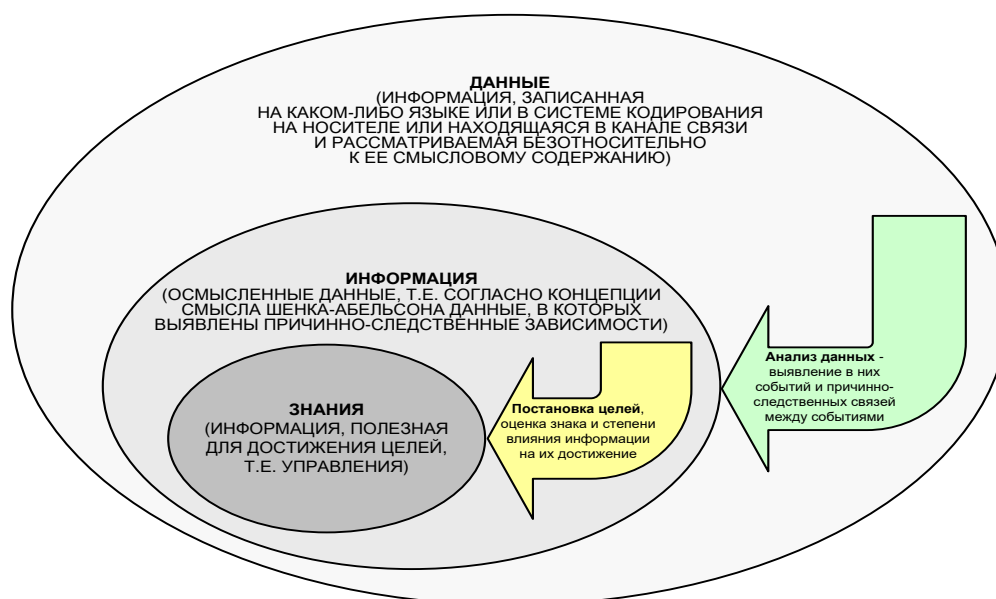 ДАННЫЕ
(ИНФОРМАЦИЯ, ЗАПИСАННАЯ
НА КАКОМ-ЛИБО ЯЗЫКЕ ИЛИ В СИСТЕМЕ КОДИРОВАНИЯ
НА НОСИТЕЛЕ ИЛИ НАХОДЯЩАЯСЯ В КАНАЛЕ СВЯЗИ
И РАССМАТРИВАЕМАЯ БЕЗОТНОСИТЕЛЬНО
К ЕЕ СМЫСЛОВОМУ СОДЕРЖАНИЮ)
ИНФОРМАЦИЯ
(ОСМЫСЛЕННЫЕ ДАННЫЕ, Т.Е. СОГЛАСНО КОНЦЕПЦИИ
СМЫСЛА ШЕНКА-АБЕЛЬСОНА ДАННЫЕ, В КОТОРЫХ
ВЫЯВЛЕНЫ ПРИЧИННО-СЛЕДСТВЕННЫЕ ЗАВИСИМОСТИ)
ЗНАНИЯ
(ИНФОРМАЦИЯ, ПОЛЕЗНАЯ
ДЛЯ ДОСТИЖЕНИЯ ЦЕЛЕЙ,
Т.Е. УПРАВЛЕНИЯ)
Постановка целей,
оценка знака и степени
влияния информации
на их достижение
Анализ данных -
выявление в них
событий и причинно-
следственных связей
между событиями